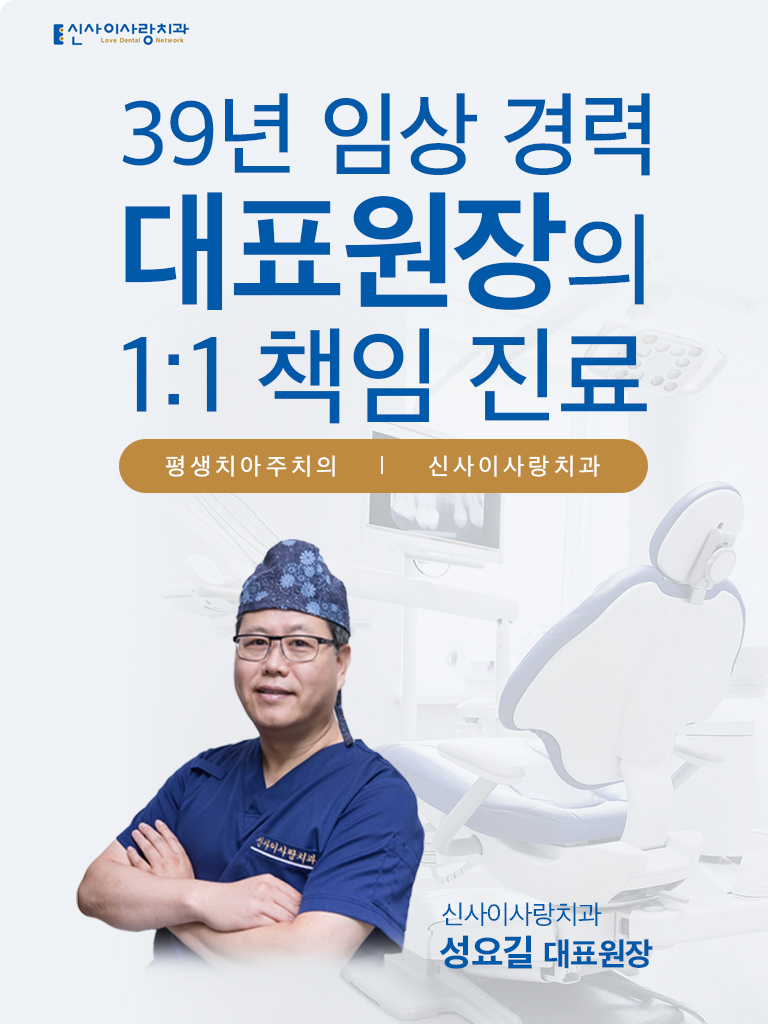 신사이사랑치과
Love Dental Network
39년 임상 경력
대표원장의
1:1 책임 진료
평생치아주치의 | 신사이사랑치과
신사이사랑치과
신사이사랑치과
성요길 대표원장